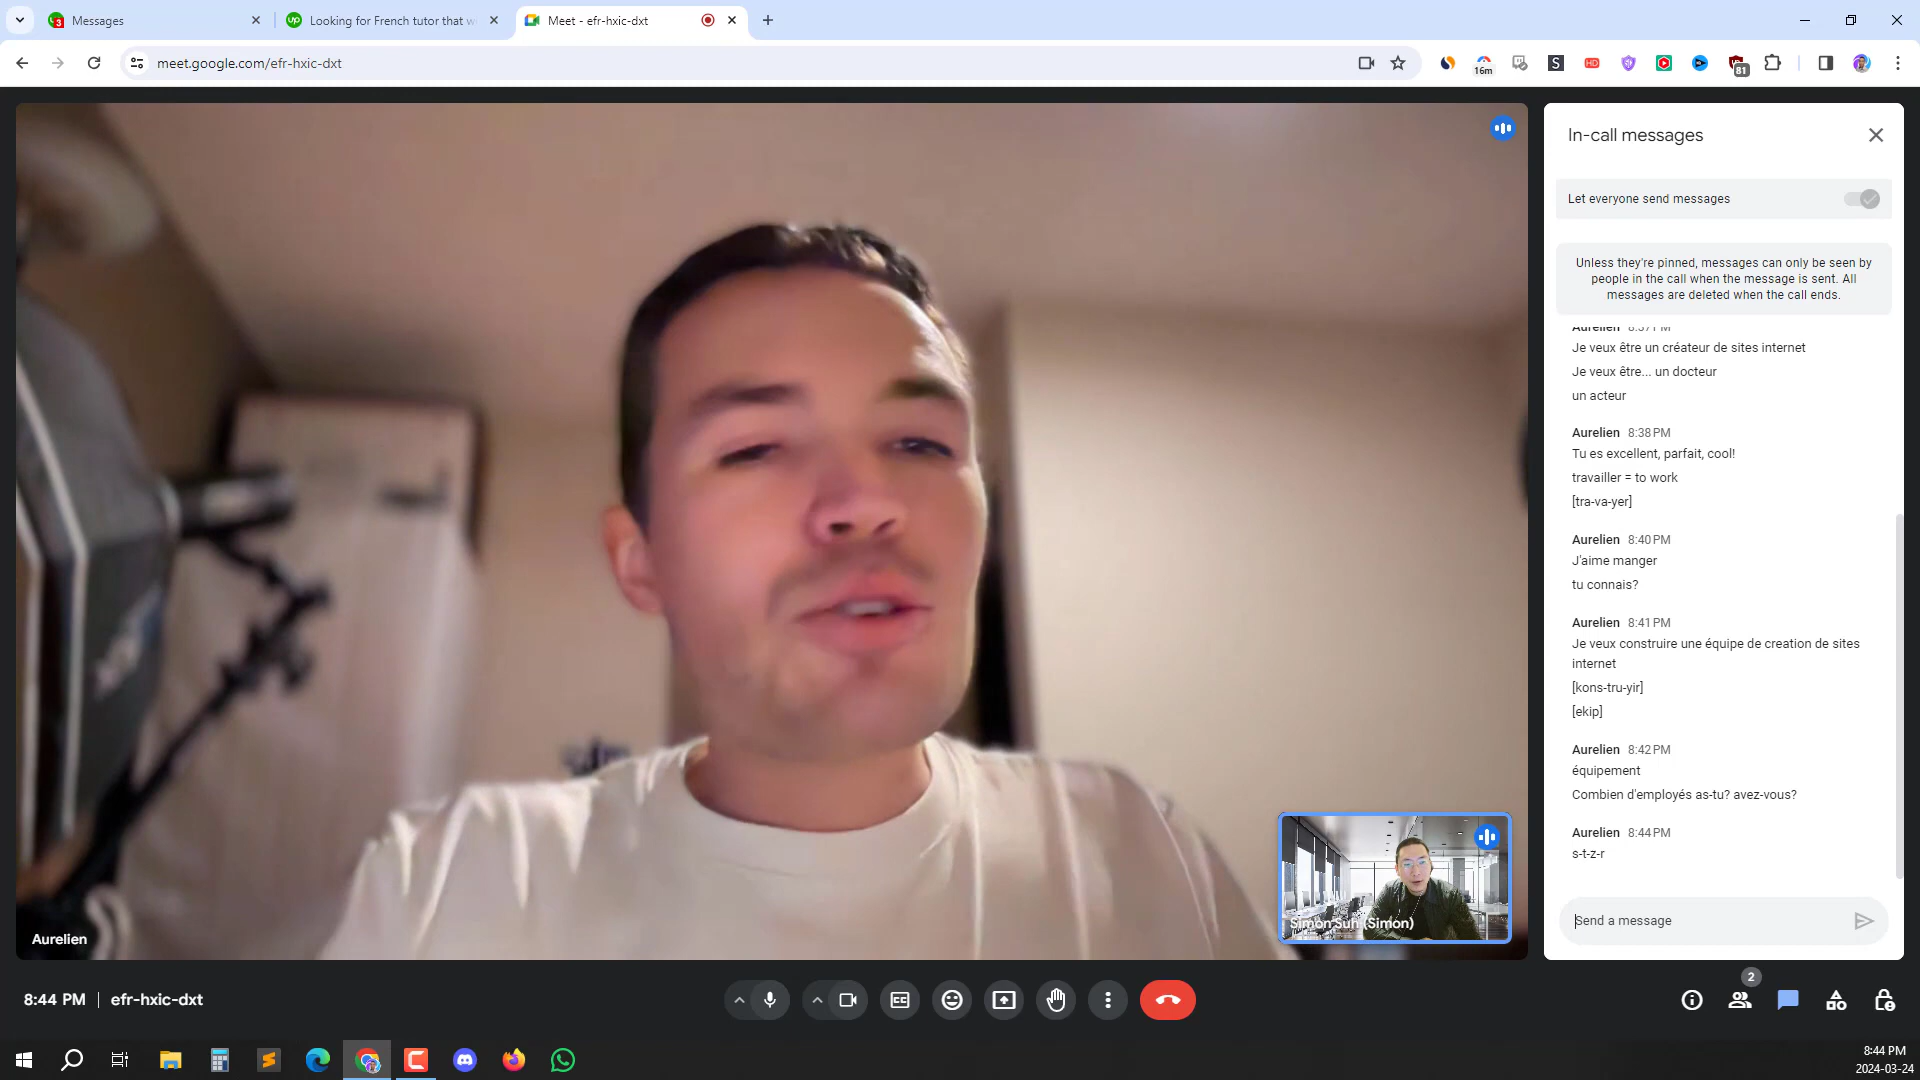 Messages
Looking for French tutor that w
Meet - efr-hxic-dxt
meet.google.com/efr-hxic-dxt
16m
S
HD
81
In-call messages
Let everyone send messages
Unless they're pinned, messages can only be seen by
people in the call when the message is sent. All
messages are deleted when the call ends.
Aurelien 8:37 PM
Je veux être un créateur de sites internet
Je veux être... un docteur
un acteur
Aurelien 8:38 PM
Tu es excellent, parfait, cool!
travailler = to work
[tra-va-yer]
Aurelien 8:40 PM
J'aime manger
tu connais?
Aurelien 8:41 PM
Je veux construire une équipe de creation de sites
internet
[kons-tru-yir]
[ekip]
Aurelien 8:42 PM
équipement
Combien d'employés as-tu? avez-vous?
Aurelien 8:44 PM
s-t-z-r
Send a message
Simon Suh (Simon)
Aurelien
8:44 PM | efr-hxic-dxt
2
8:44 PM
2024-03-24